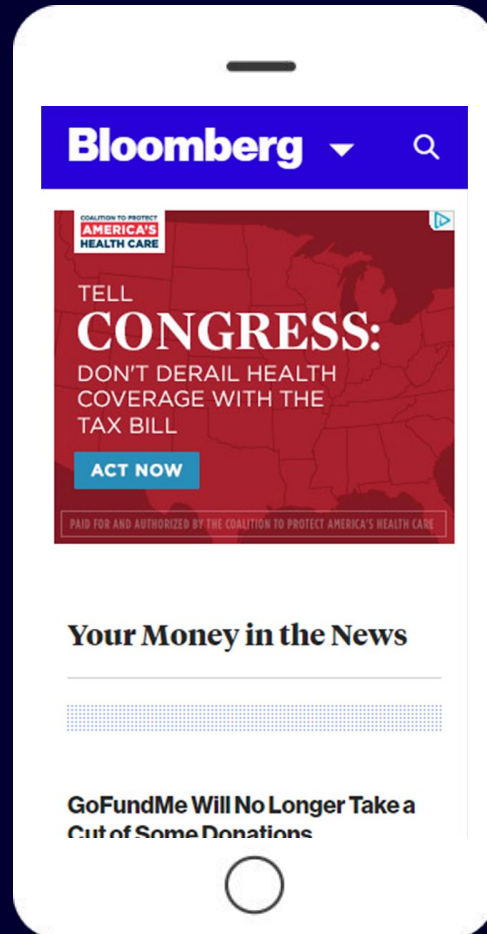 Bloomberg
COALITION TO PROTECT
AMERICA'S
HEALTH CARE
TELL
CONGRESS:
DON'T DERAIL HEALTH
COVERAGE WITH THE
TAX BILL
ACT NOW
PAID FOR AND AUTHORIZED BY THE COALITION TO PROTECT AMERICA'S HEALTH CARE
Your Money in the News
GoFundMe Will No Longer Take a
Cut of Some Donations